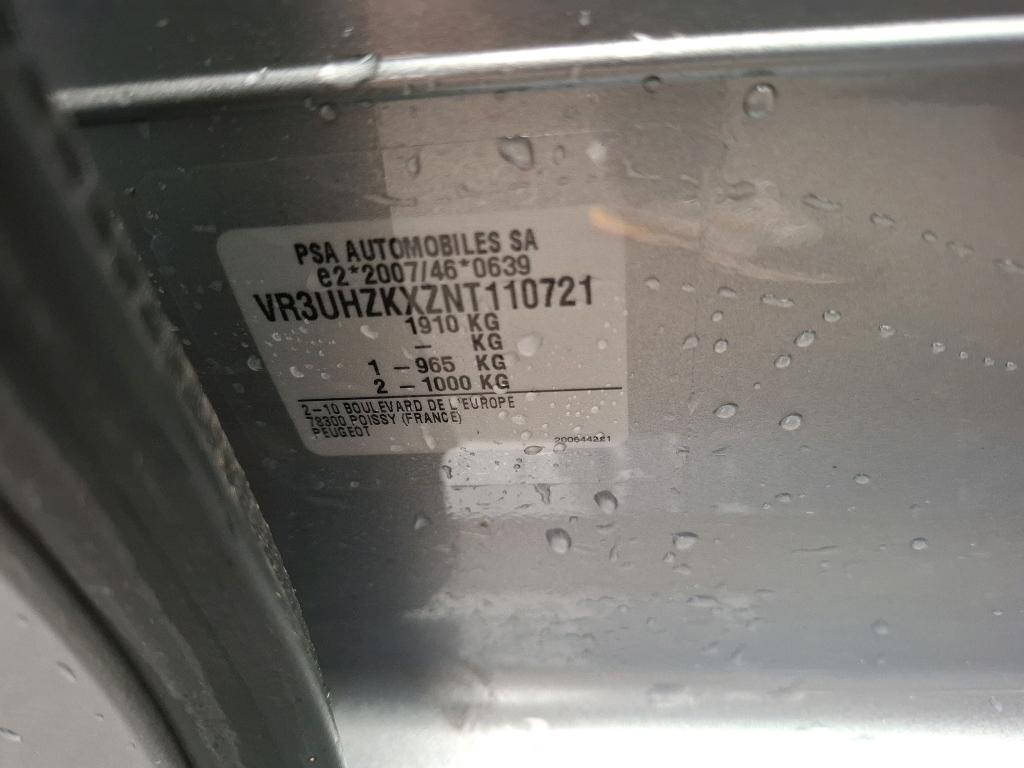 PSA AUTOMOBILES SA
e2*2007/46*0639
VR3UHZKXZNT110721
1910 KG
– KG
1 –965 KG
2 –1000 KG
2–10 BOULEVARD DE L'EUROPE
78300 POISSY (FRANCE)
PEUGEOT
200644221